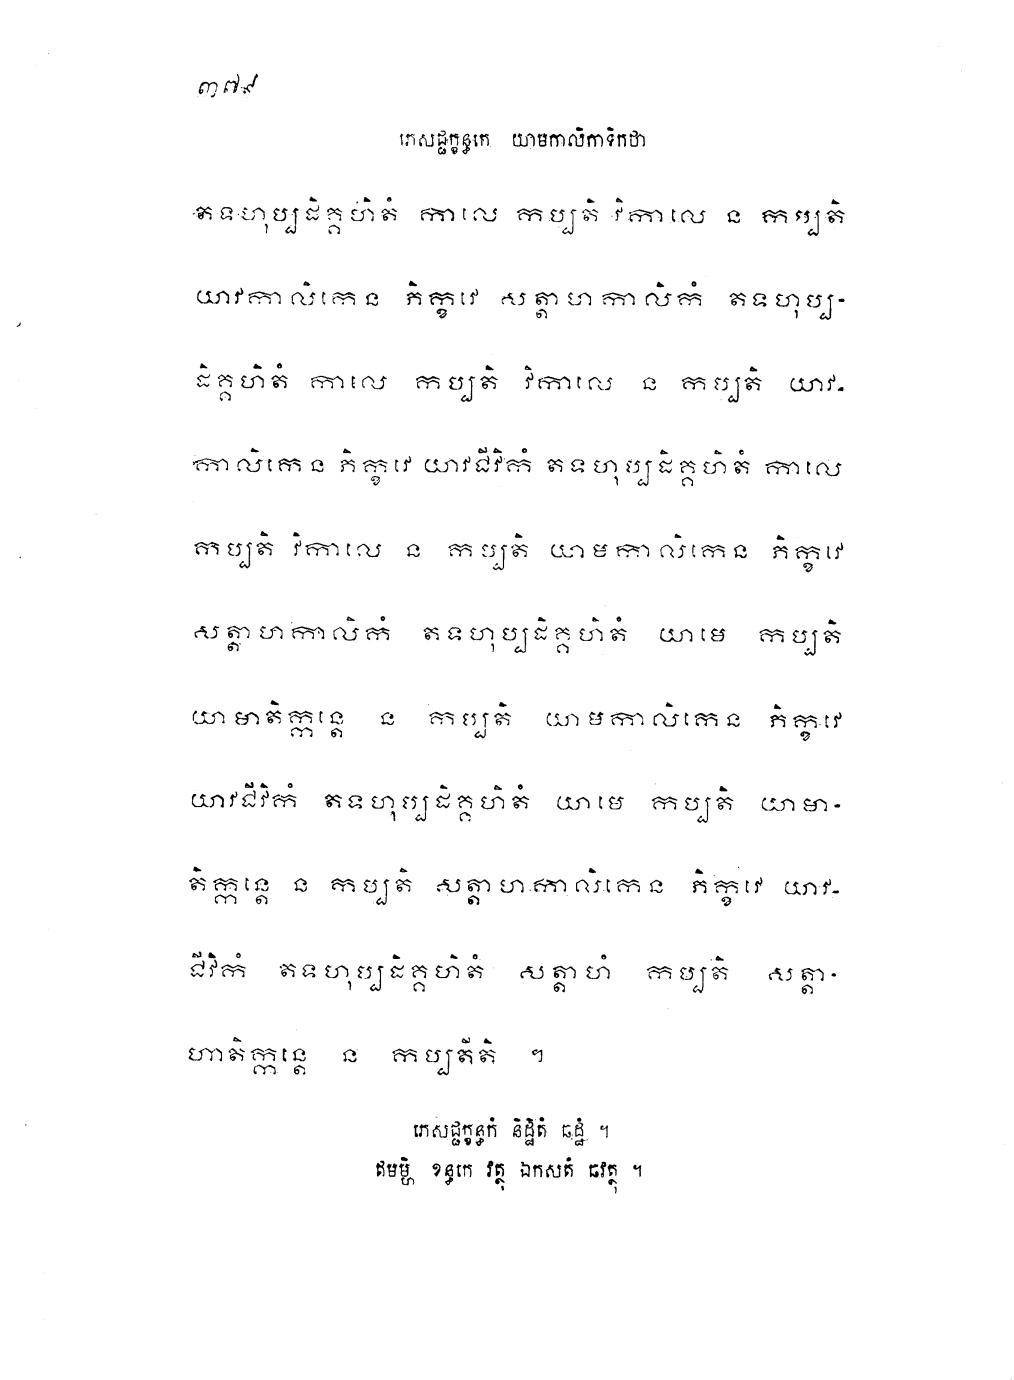 ៣៧៩
ភេសជ្ជក្ខន្ធកេ យាមកាលិកាទិកថា
តទហុប្បដិគ្គហិតំ កាលេ កប្បតិ វិកាលេ ន កប្បតិ
យាវកាលិកេន ភិក្ខវេ សត្តាហកាលិកំ តទហុប្ប-
ដិគ្គហិតំ កាលេ កប្បតិ វិកាលេ ន កប្បតិ យាវ-
កាលិកេន ភិក្ខវេ យាវជីវិកំ តទហុប្បដិគ្គហិតំ កាលេ
កប្បតិ វិកាលេ ន កប្បតិ យាមកាលិកេន ភិក្ខវេ
សត្តាហកាលិកំ តទហុប្បដិគ្គហិតំ យាមេ កប្បតិ
យាមាតិក្កន្តេ ន កប្បតិ យាមកាលិកេន ភិក្ខវេ
យាវជីវិកំ តទហុប្បដិគ្គហិតំ យាមេ កប្បតិ យាមា-
តិក្កន្តេ ន កប្បតិ សត្តាហកាលិកេន ភិក្ខវេ យាវ-
ជីវិកំ តទហុប្បដិគ្គហិតំ សត្តាហំ កប្បតិ សត្តា-
ហាតិក្កន្តេ ន កប្បតីតិ ។
ភេសជ្ជក្ខន្ធកំ និដ្ឋិតំ ឆដ្ឋំ ។
ឥមម្ហិ ខន្ធកេ វត្ថុ ឯកសតំ ឆវត្ថុ ។